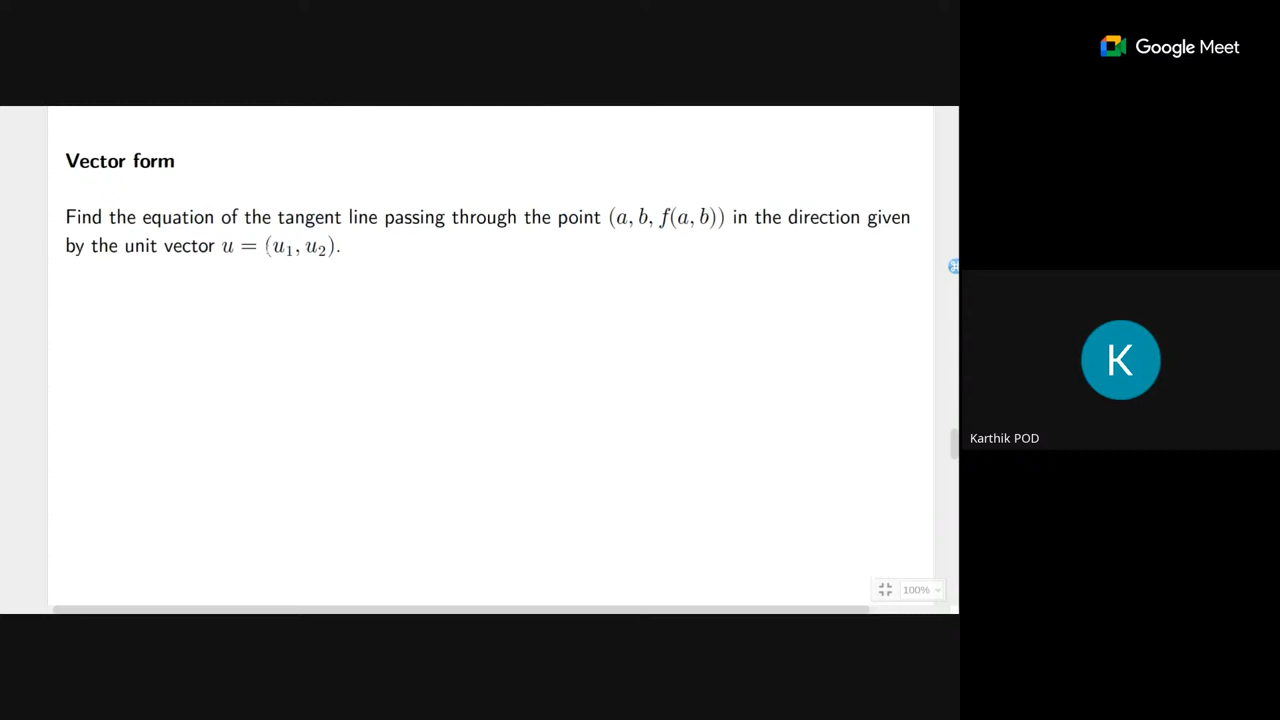 Google Meet
Vector form
Find the equation of the tangent line passing through the point (a, b, f(a, b)) in the direction given
by the unit vector u = (u₁, u₂).
K
Karthik POD
100%